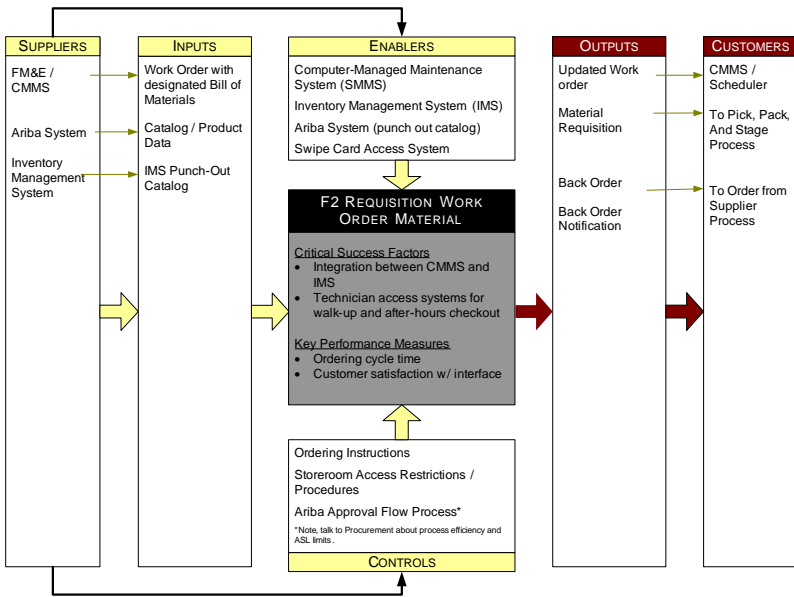 SUPPLIERS
FM&E /
CMMS
Ariba System
Inventory
Management
System
INPUTS
Work Order with
designated Bill of
Materials
Catalog / Product
Data
IMS Punch-Out
Catalog
ENABLERS
Computer-Managed Maintenance
System (SMMS)
Inventory Management System (IMS)
Ariba System (punch out catalog)
Swipe Card Access System
F2 REQUISITION WORK
ORDER MATERIAL
Critical Success Factors
• Integration between CMMS and
IMS
• Technician access systems for
walk-up and after-hours checkout
Key Performance Measures
• Ordering cycle time
• Customer satisfaction w/ interface
Ordering Instructions
Storeroom Access Restrictions /
Procedures
Ariba Approval Flow Process*
*Note, talk to Procurement about process efficiency and
ASL limits.
CONTROLS
OUTPUTS
Updated Work
order
Material
Requisition
Back Order
Back Order
Notification
CUSTOMERS
CMMS /
Scheduler
To Pick, Pack,
And Stage
Process
To Order from
Supplier
Process